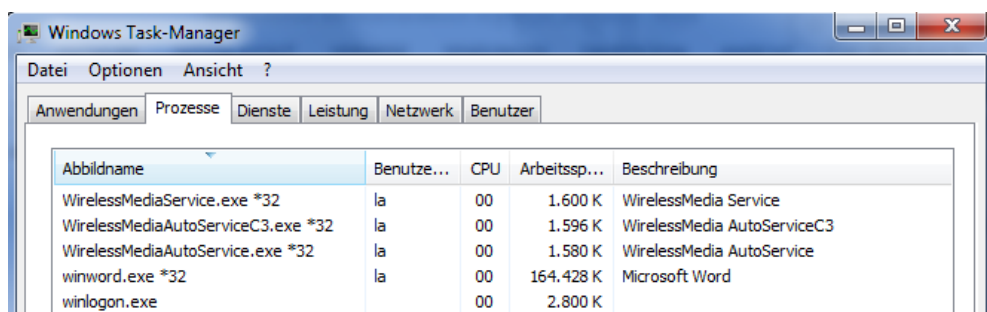 Windows Task-Manager
Datei Optionen Ansicht ?
Anwendungen Prozesse Dienste Leistung Netzwerk Benutzer
Abbildname Benutze... CPU Arbeitssp... Beschreibung
WirelessMediaService.exe *32 la 00 1.600 K WirelessMedia Service
WirelessMediaAutoServiceC3.exe *32 la 00 1.596 K WirelessMedia AutoServiceC3
WirelessMediaAutoService.exe *32 la 00 1.580 K WirelessMedia AutoService
winword.exe *32 la 00 164.428 K Microsoft Word
winlogon.exe 00 2.800 K